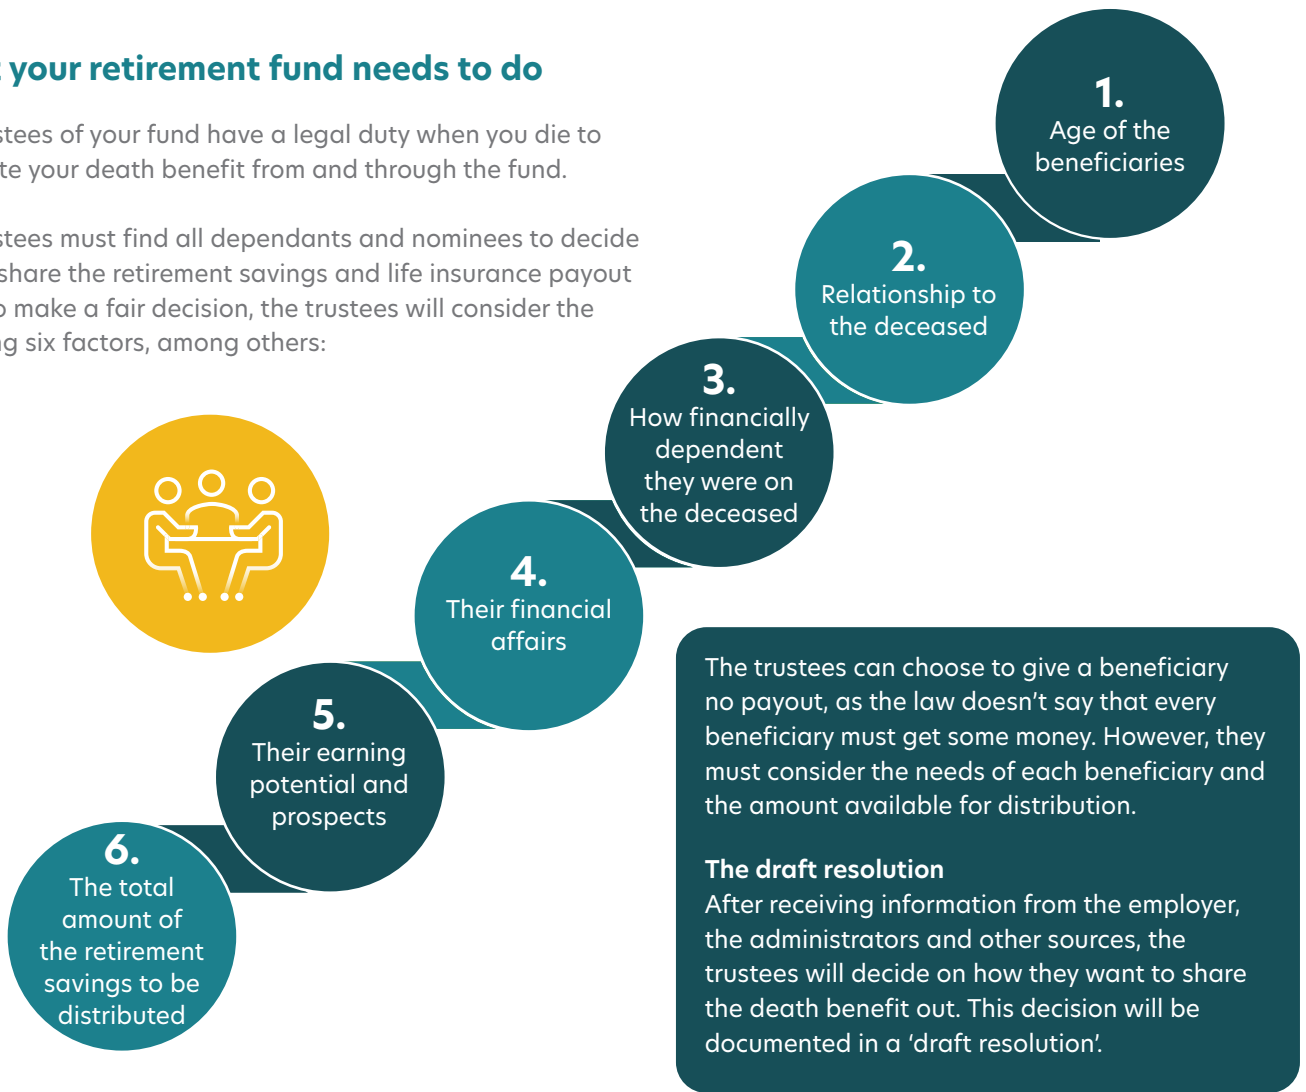 your retirement fund needs to do
of your fund have a legal duty when you die to
your death benefit from and through the fund.
must find all dependants and nominees to decide
share the retirement savings and life insurance payout
make a fair decision, the trustees will consider the
six factors, among others:
1.
Age of the
beneficiaries
2.
Relationship to
the deceased
3.
How financially
dependent
they were on
the deceased
4.
Their financial
affairs
5.
Their earning
potential and
prospects
6.
The total
amount of
the retirement
savings to be
distributed
The trustees can choose to give a beneficiary
no payout, as the law doesn’t say that every
beneficiary must get some money. However, they
must consider the needs of each beneficiary and
the amount available for distribution.
The draft resolution
After receiving information from the employer,
the administrators and other sources, the
trustees will decide on how they want to share
the death benefit out. This decision will be
documented in a ‘draft resolution’.